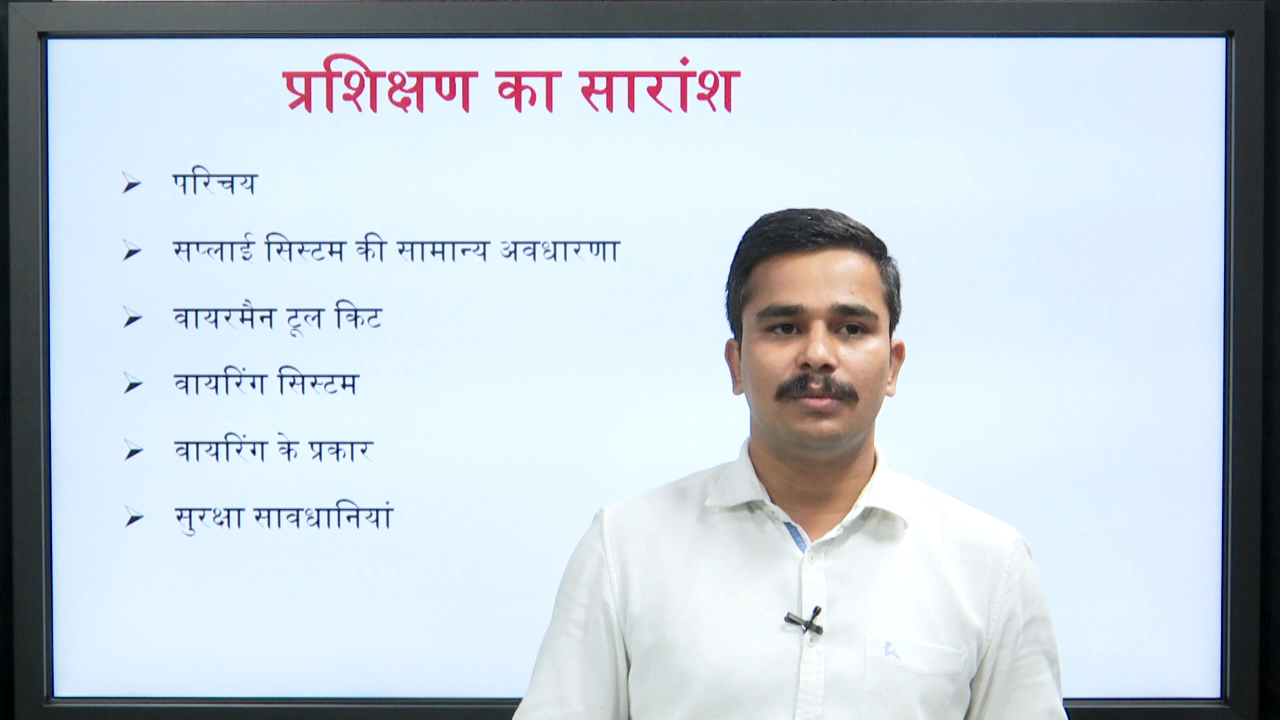 प्रशिक्षण का सारांश
परिचय
सप्लाई सिस्टम की सामान्य अवधारणा
वायरमैन टूल किट
वायरिंग सिस्टम
वायरिंग के प्रकार
सुरक्षा सावधानियां